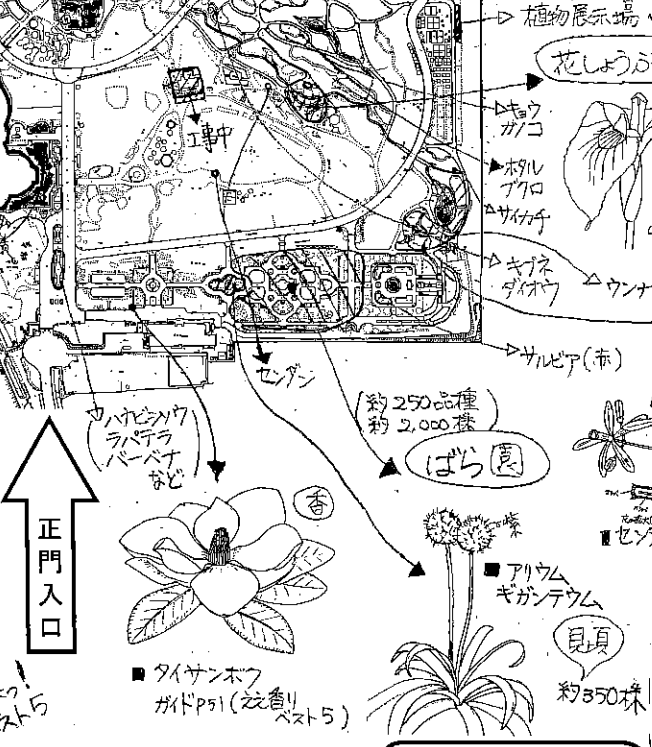 植物展示場
花しょうぶ
工事中
キョウ
ガノコ
ホタル
ブクロ
サイカチ
キブネ
ダイオウ
ウンナ
サルビア(赤)
センダン
(約250品種
約2,000株)
ばら園
ハナビシソウ
ラバテラ
バーベナ
など
正門入口
香
紫
■アリウム
ギガンテウム
見頃
約350株
■タイサンボク
ガイドP51(ええ香り
ベスト5)
スト5
■セン